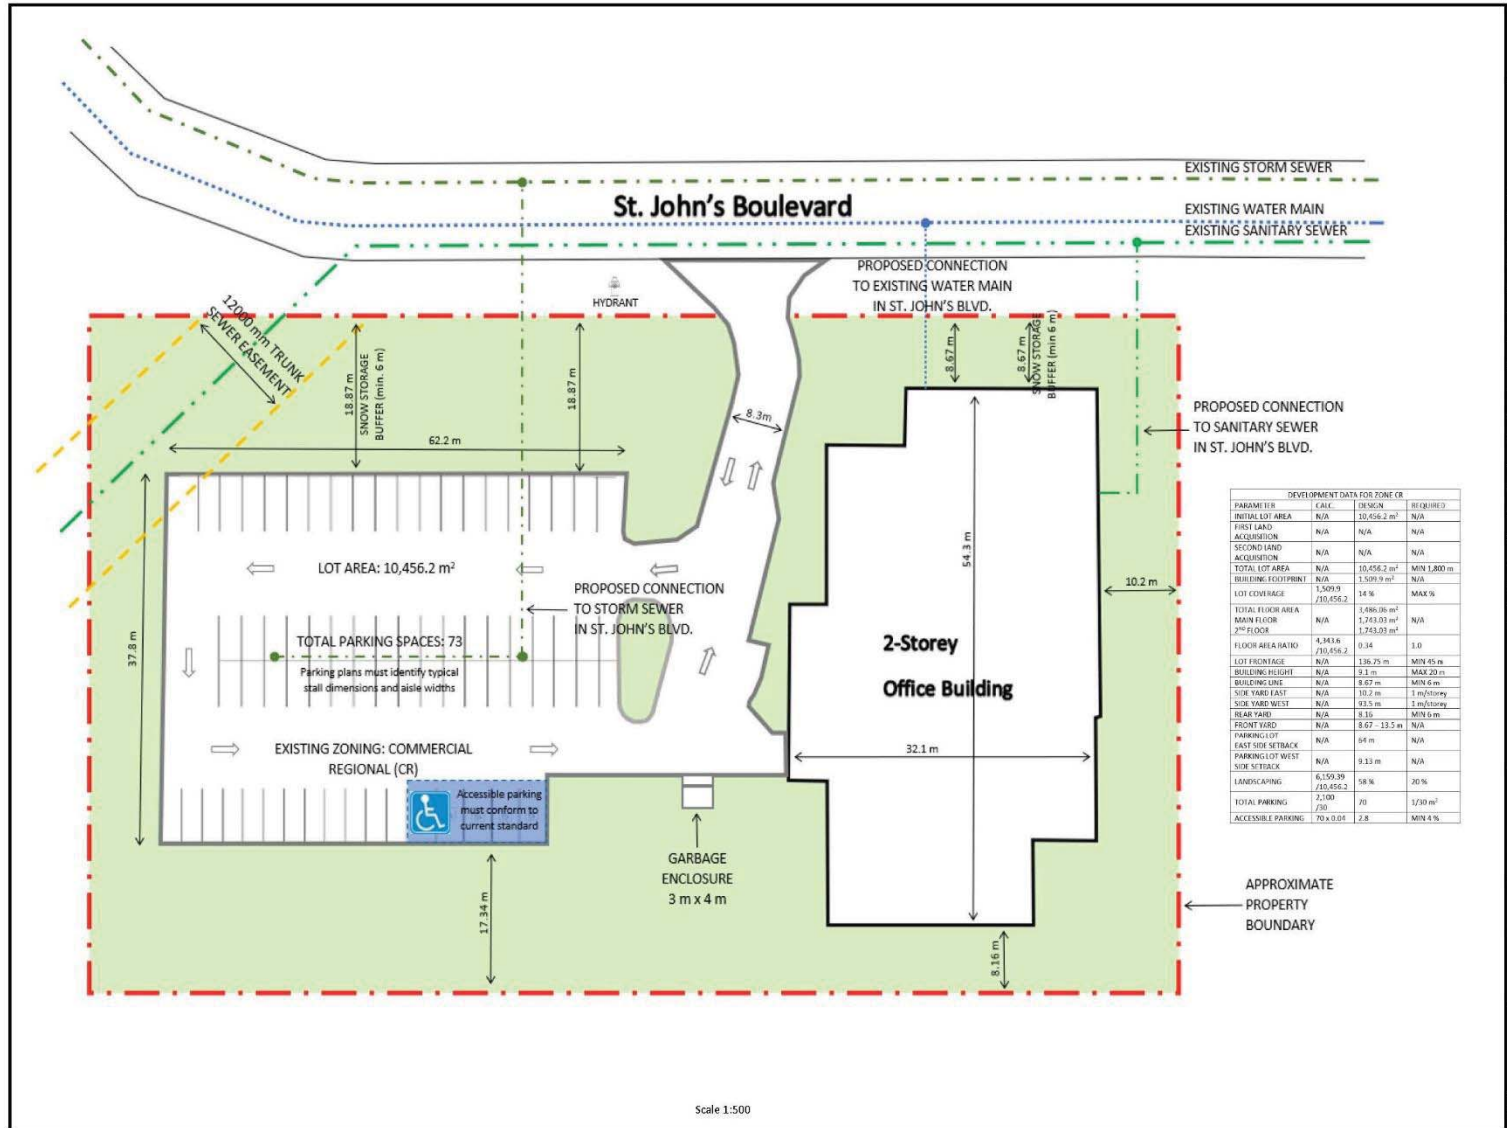 EXISTING STORM SEWER
St. John's Boulevard
EXISTING WATER MAIN
EXISTING SANITARY SEWER
PROPOSED CONNECTION
TO EXISTING WATER MAIN
IN ST. JOHN'S BLVD.
HYDRANT
12000 mm TRUNK
SEWER EASEMENT
18.87 m
SNOW STORAGE
BUFFER (min. 6 m)
18.87 m
8.67 m
8.67 m
SNOW STORAGE
BUFFER (min 6 m)
8.3m
62.2 m
PROPOSED CONNECTION
TO SANITARY SEWER
IN ST. JOHN'S BLVD.
37.8 m
LOT AREA: 10,456.2 m²
PROPOSED CONNECTION
TO STORM SEWER
IN ST. JOHN'S BLVD.
TOTAL PARKING SPACES: 73
Parking plans must identify typical
stall dimensions and aisle widths
EXISTING ZONING: COMMERCIAL
REGIONAL (CR)
Accessible parking
must conform to
current standard
54.3 m
10.2 m
2-Storey
Office Building
32.1 m
GARBAGE
ENCLOSURE
3 m x 4 m
17.34 m
8.16 m
APPROXIMATE
PROPERTY
BOUNDARY
DEVELOPMENT DATA FOR ZONE CR
PARAMETER CALC. DESIGN REQUIRED
INITIAL LOT AREA N/A 10,456.2 m² N/A
FIRST LAND
ACQUISITION N/A N/A N/A
SECOND LAND
ACQUISITION N/A N/A N/A
TOTAL LOT AREA N/A 10,456.2 m² MIN 1,800 m
BUILDING FOOTPRINT N/A 1,509.9 m² N/A
LOT COVERAGE 1,509.9 /10,456.2 14 % MAX %
TOTAL FLOOR AREA 3,486.06 m²
MAIN FLOOR N/A 1,743.03 m² N/A
2ND FLOOR 1,743.03 m²
FLOOR AREA RATIO 4,343.6 /10,456.2 0.34 1.0
LOT FRONTAGE N/A 136.75 m MIN 45 m
BUILDING HEIGHT N/A 9.1 m MAX 20 m
BUILDING LINE N/A 8.67 m MIN 6 m
SIDE YARD EAST N/A 10.2 m 1 m/storey
SIDE YARD WEST N/A 93.5 m 1 m/storey
REAR YARD N/A 8.16 MIN 6 m
FRONT YARD N/A 8.67 - 13.5 m N/A
PARKING LOT
EAST SIDE SETBACK N/A 64 m N/A
PARKING LOT WEST
SIDE SETBACK N/A 9.13 m N/A
LANDSCAPING 6,159.39 /10,456.2 58 % 20 %
TOTAL PARKING 2,100 /30 70 1/30 m²
ACCESSIBLE PARKING 70 x 0.04 2.8 MIN 4 %
Scale 1:500